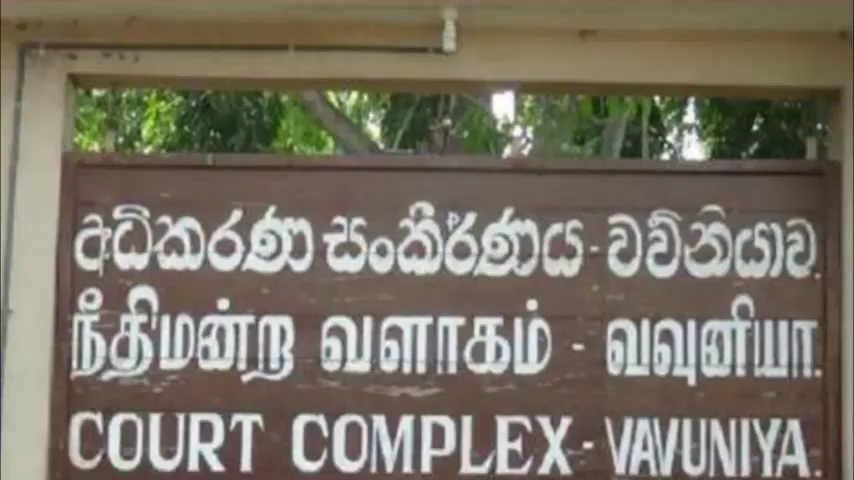 අධිකරණ සංකීර්ණය - වව්නියාව.
நீதிமன்ற வளாகம் - வவுனியா.
COURT COMPLEX - VAVUNIYA.